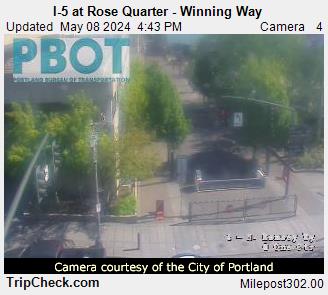 I-5 at Rose Quarter - Winning Way
Updated May 08 2024 4:43 PM Camera 4
PBOT
PORTLAND BUREAU OF TRANSPORTATION
Camera courtesy of the City of Portland
TripCheck.com Milepost302.00